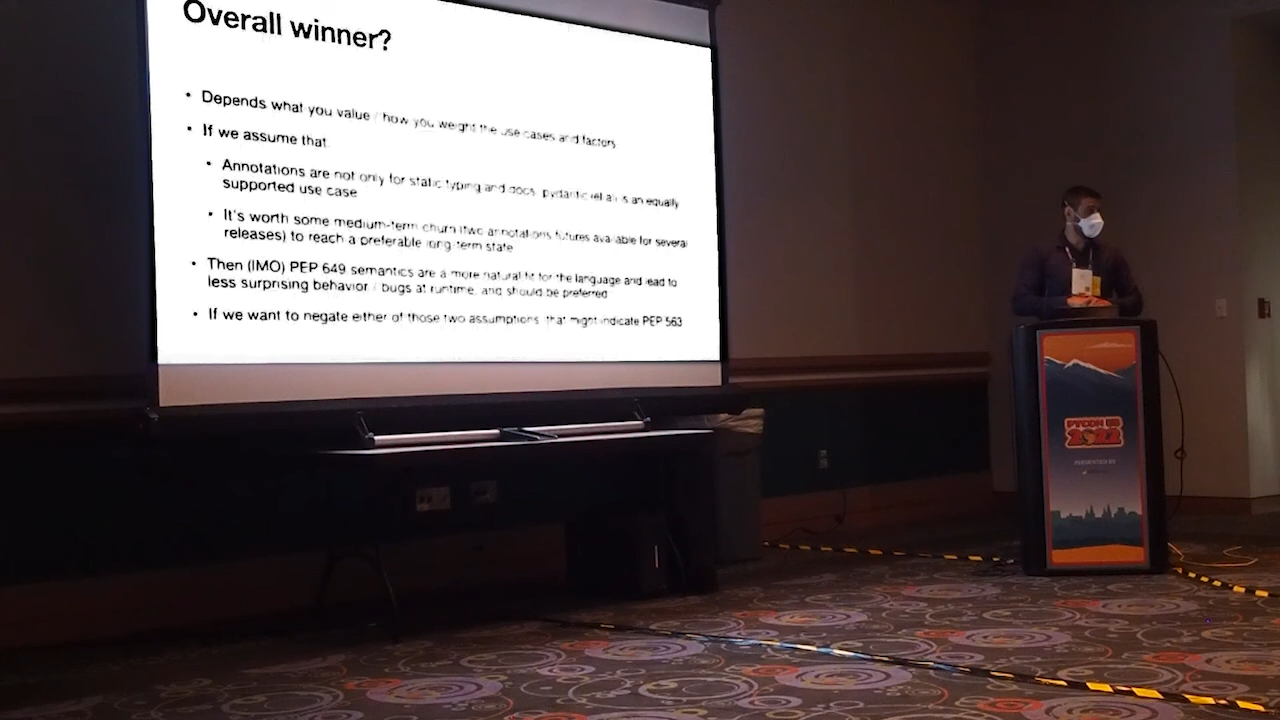 Overall winner?
• Depends what you value / how you weight the use cases and factors
• If we assume that
• Annotations are not only for static typing and docs, pydantic et al is an equally
supported use case
• It's worth some medium-term churn (two annotations futures available for several
releases) to reach a preferable long-term state
• Then (IMO) PEP 649 semantics are a more natural fit for the language and lead to
less surprising behavior / bugs at runtime, and should be preferred
• If we want to negate either of those two assumptions, that might indicate PEP 563
PYCON US
2022
PRESENTED BY